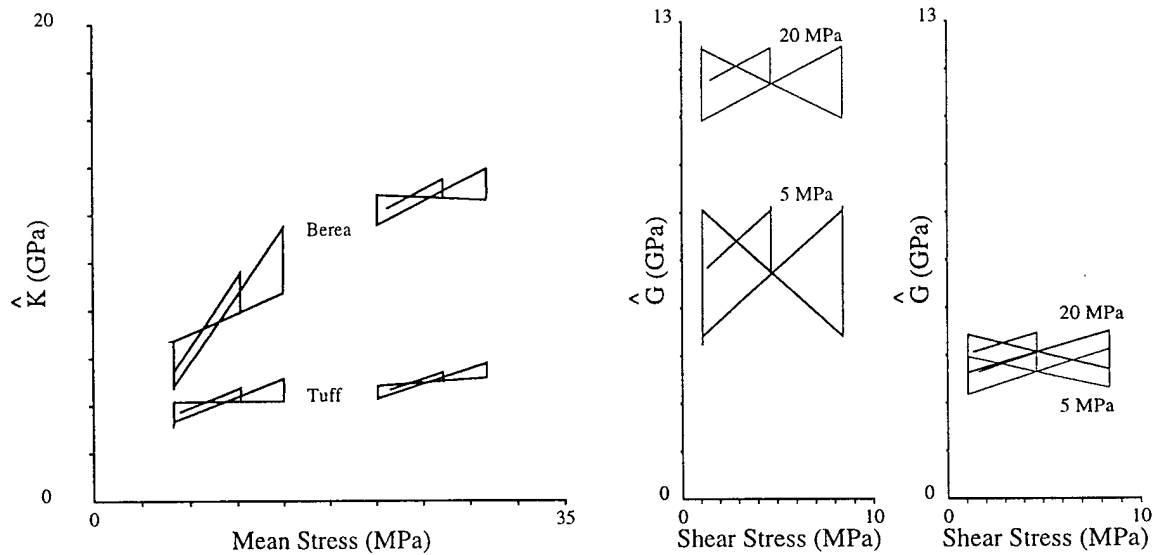 20
K̂ (GPa)
Berea
Tuff
0
0
35
Mean Stress (MPa)
13
20 MPa
5 MPa
Ĝ (GPa)
0
0
10
Shear Stress (MPa)
13
Ĝ (GPa)
20 MPa
5 MPa
0
0
10
Shear Stress (MPa)